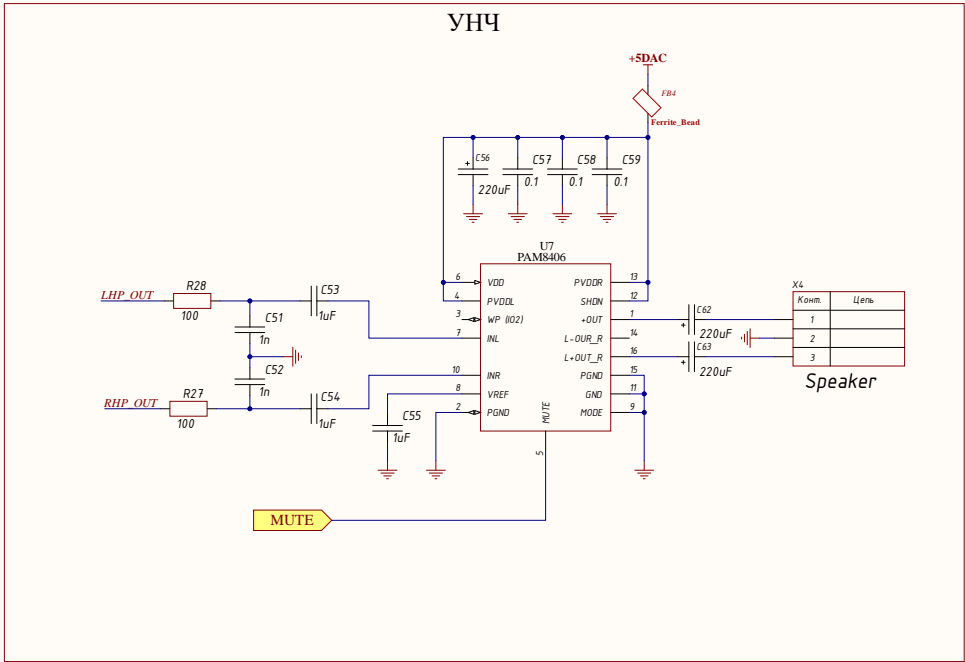 УНЧ
+5DAC
FB4
Ferrite_Bead
+ C56
220uF
C57
0.1
C58
0.1
C59
0.1
U7
PAM8406
6 VDD
4 PVDDL
3 WP (IO2)
7 INL
10 INR
8 VREF
2 PGND
PVDDR 13
SHDN 12
+OUT 1
L-OUR_R 14
L+OUT_R 16
PGND 15
GND 11
MODE 9
MUTE
5
LHP_OUT
R28
100
C51
1n
C53
1uF
C52
1n
RHP_OUT
R27
100
C54
1uF
C55
1uF
C62
+
220uF
C63
+
220uF
X4
Конт. Цепь
1
2
3
Speaker
MUTE